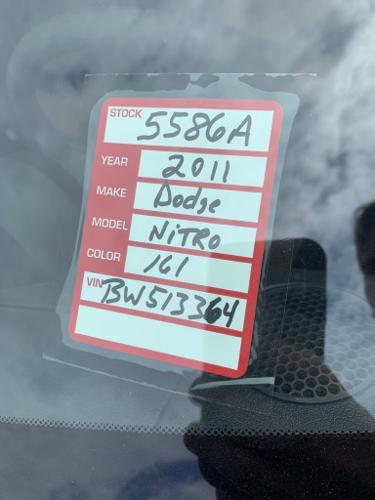 STOCK 5586A
YEAR 2011
MAKE Dodge
MODEL NiTRO
COLOR 161
VIN BW513364